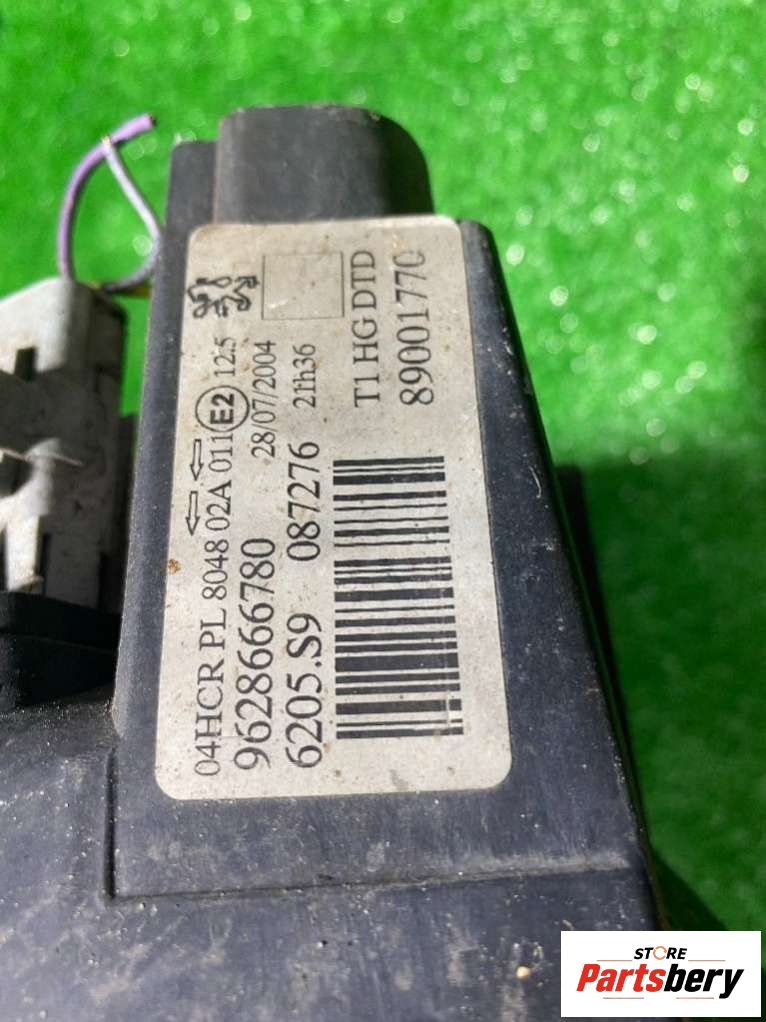 04HCR PL 8048 02A 011 E2 12.5
9628666780 28/07/2004
6205.S9 087276 21h36
T1 HG DTD
89001770
STORE
Partsbery